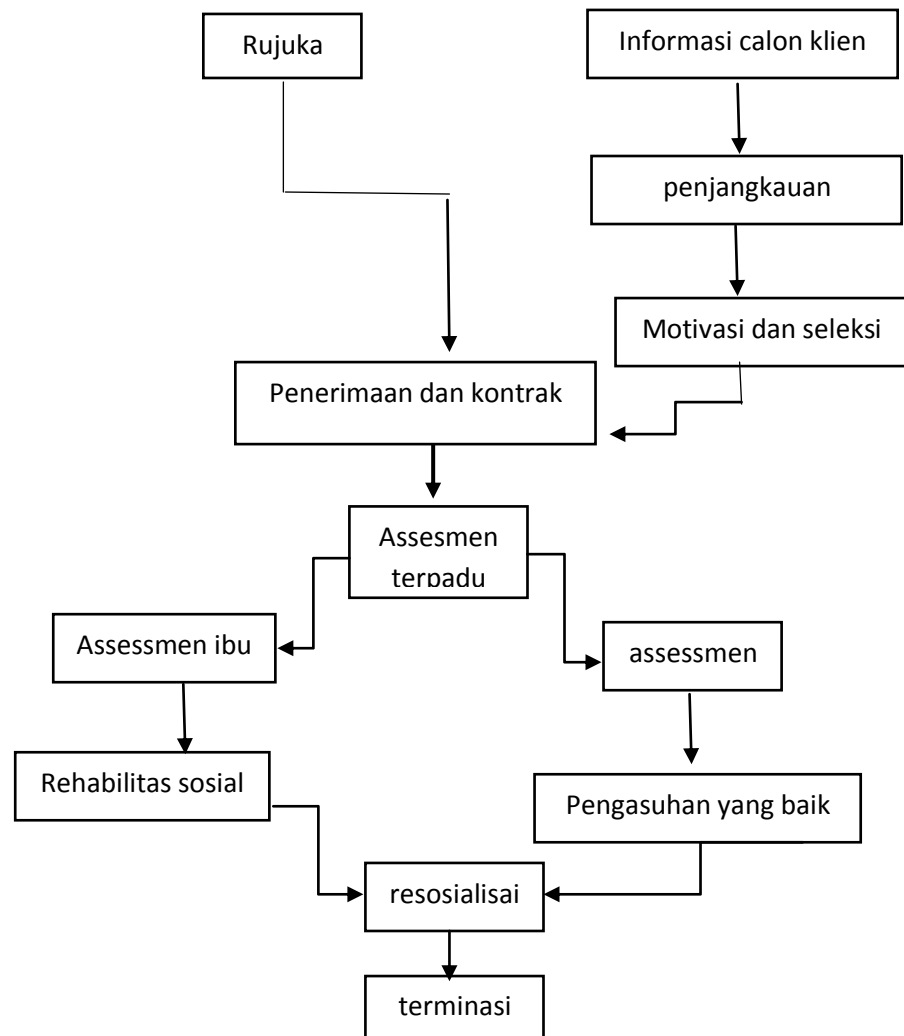 Rujuka
Informasi calon klien
penjangkauan
Motivasi dan seleksi
Penerimaan dan kontrak
Assesmen
terpadu
Assessmen ibu
assessmen
Rehabilitas sosial
Pengasuhan yang baik
resosialisai
terminasi